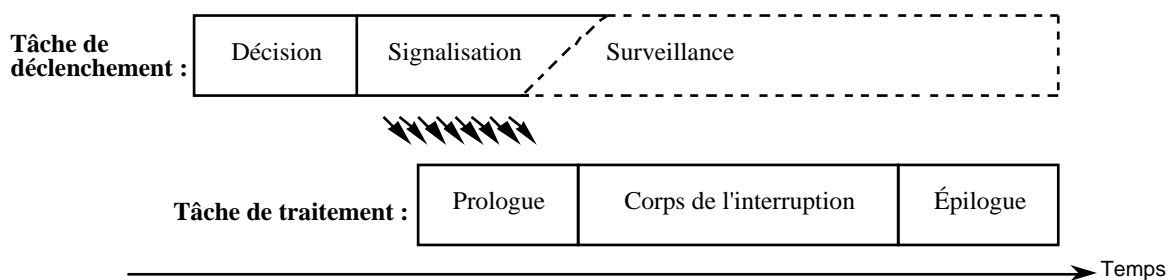 Tâche de
déclenchement :
Décision
Signalisation
Surveillance
Tâche de traitement :
Prologue
Corps de l'interruption
Épilogue
Temps